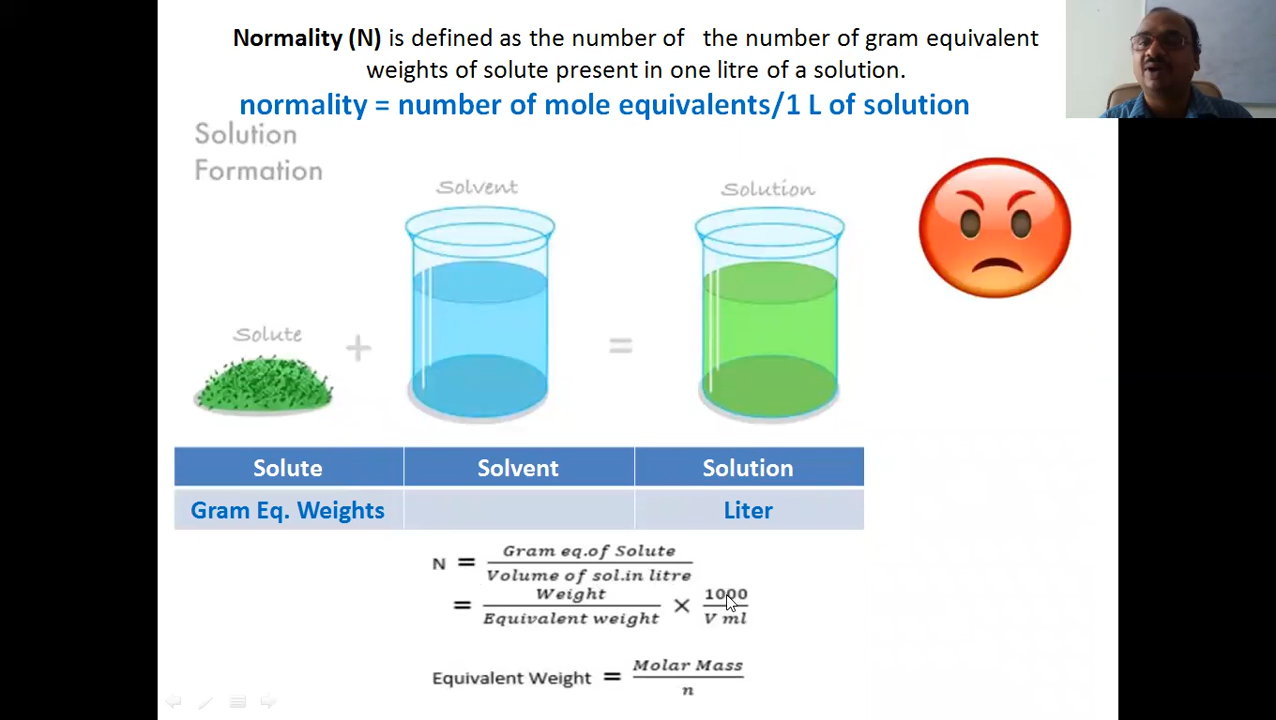 Normality (N) is defined as the number of the number of gram equivalent
weights of solute present in one litre of a solution.
normality = number of mole equivalents/1 L of solution
Solution
Formation
Solvent
Solution
Solute
+
=
Solute Solvent Solution
Gram Eq. Weights Liter
N = Gram eq.of Solute / Volume of sol.in litre
= Weight / Equivalent weight × 1000 / V ml
Equivalent Weight = Molar Mass / n